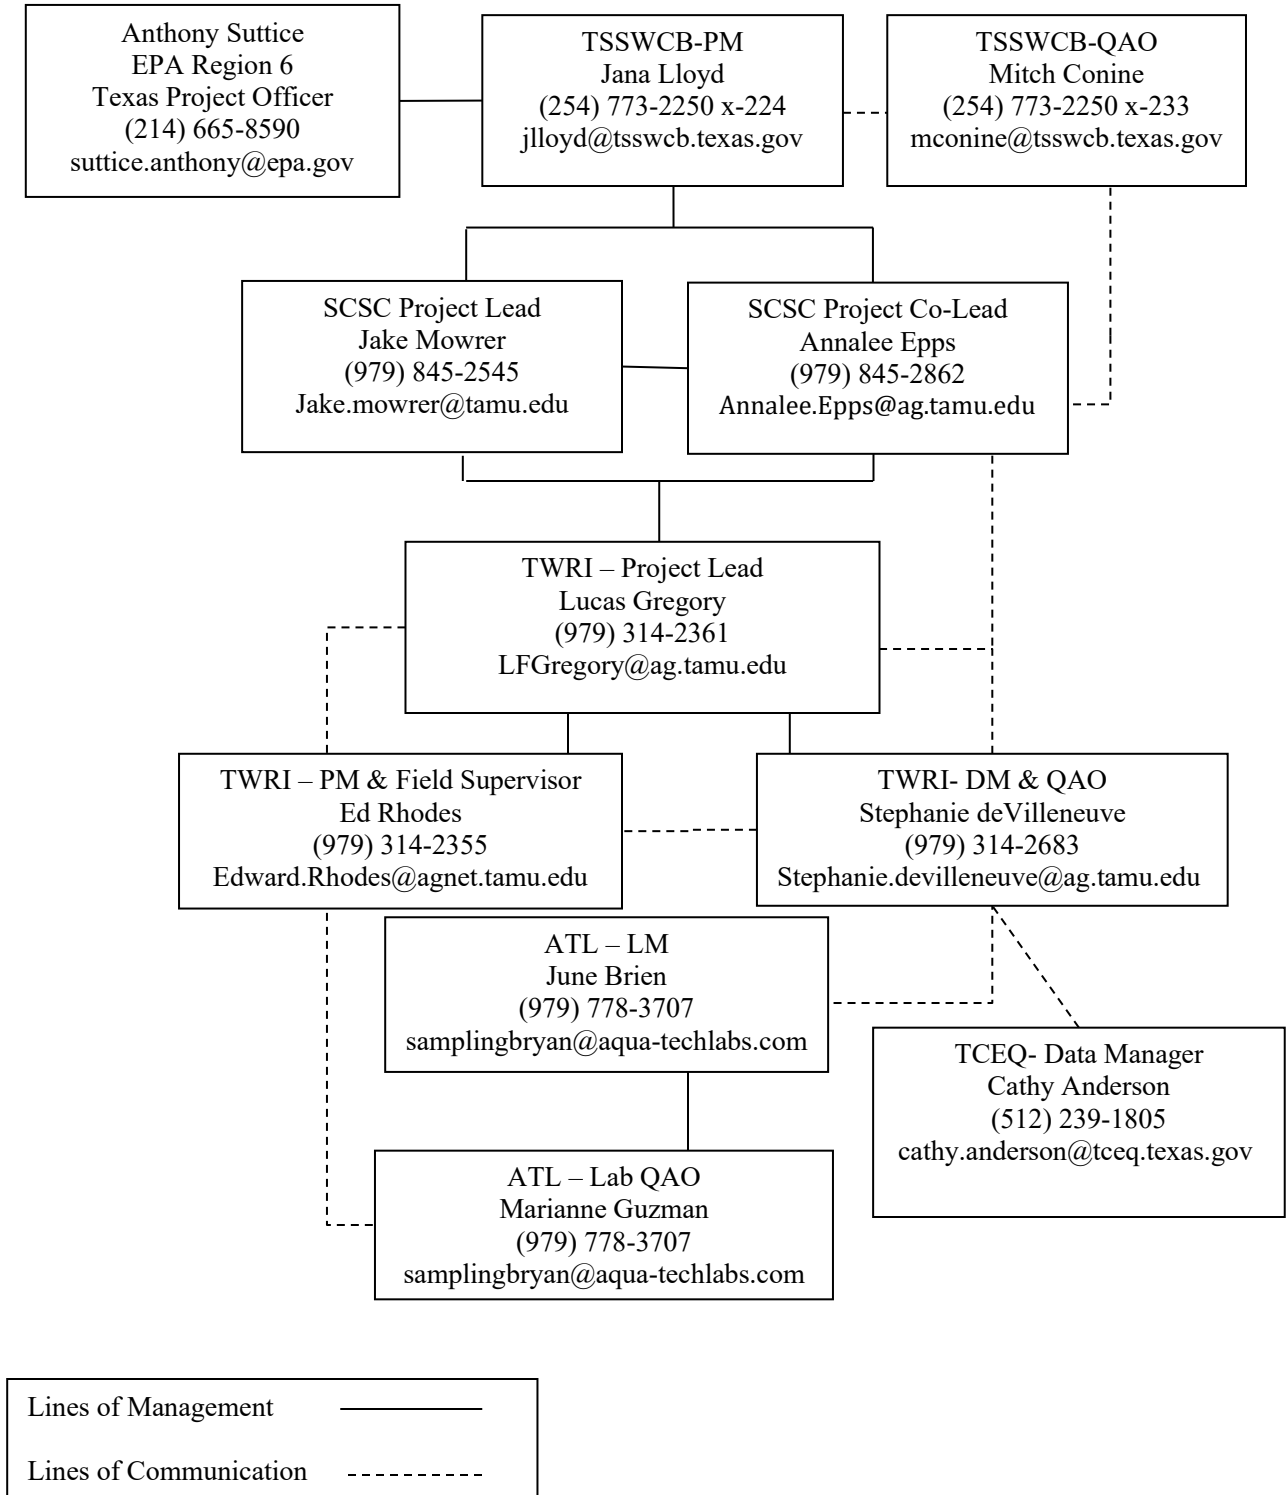 Anthony Suttice
EPA Region 6
Texas Project Officer
(214) 665-8590
suttice.anthony@epa.gov
TSSWCB-PM
Jana Lloyd
(254) 773-2250 x-224
jlloyd@tsswcb.texas.gov
TSSWCB-QAO
Mitch Conine
(254) 773-2250 x-233
mconine@tsswcb.texas.gov
SCSC Project Lead
Jake Mowrer
(979) 845-2545
Jake.mowrer@tamu.edu
SCSC Project Co-Lead
Annalee Epps
(979) 845-2862
Annalee.Epps@ag.tamu.edu
TWRI – Project Lead
Lucas Gregory
(979) 314-2361
LFGregory@ag.tamu.edu
TWRI – PM & Field Supervisor
Ed Rhodes
(979) 314-2355
Edward.Rhodes@agnet.tamu.edu
TWRI- DM & QAO
Stephanie deVilleneuve
(979) 314-2683
Stephanie.devilleneuve@ag.tamu.edu
ATL – LM
June Brien
(979) 778-3707
samplingbryan@aqua-techlabs.com
TCEQ- Data Manager
Cathy Anderson
(512) 239-1805
cathy.anderson@tceq.texas.gov
ATL – Lab QAO
Marianne Guzman
(979) 778-3707
samplingbryan@aqua-techlabs.com
Lines of Management
Lines of Communication